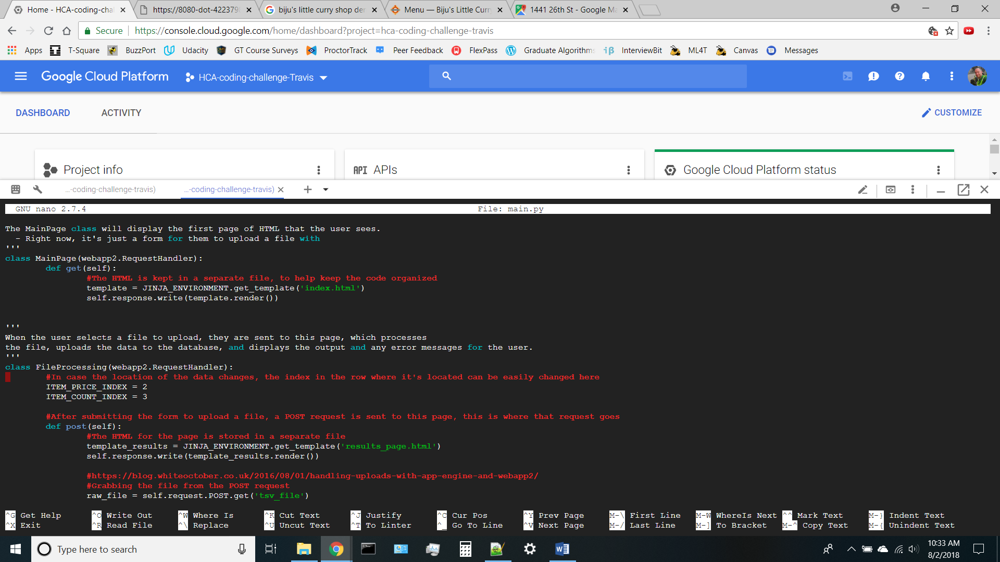 Home - HCA-coding-chal
https://8080-dot-4223798
biju's little curry shop den
Menu — Biju's Little Curry
1441 26th St - Google Ma
Secure
https://console.cloud.google.com/home/dashboard?project=hca-coding-challenge-travis
Apps T-Square BuzzPort Udacity GT Course Surveys ProctorTrack Peer Feedback FlexPass Graduate Algorithms InterviewBit ML4T Canvas Messages
Google Cloud Platform HCA-coding-challenge-Travis
DASHBOARD ACTIVITY CUSTOMIZE
Project info
API APIs
Google Cloud Platform status
...-coding-challenge-travis) ...-coding-challenge-travis)
GNU nano 2.7.4 File: main.py
The MainPage class will display the first page of HTML that the user sees.
- Right now, it's just a form for them to upload a file with
'''
class MainPage(webapp2.RequestHandler):
def get(self):
#The HTML is kept in a separate file, to help keep the code organized
template = JINJA_ENVIRONMENT.get_template('index.html')
self.response.write(template.render())
'''
When the user selects a file to upload, they are sent to this page, which processes
the file, uploads the data to the database, and displays the output and any error messages for the user.
'''
class FileProcessing(webapp2.RequestHandler):
#In case the location of the data changes, the index in the row where it's located can be easily changed here
ITEM_PRICE_INDEX = 2
ITEM_COUNT_INDEX = 3
#After submitting the form to upload a file, a POST request is sent to this page, this is where that request goes
def post(self):
#The HTML for the page is stored in a separate file
template_results = JINJA_ENVIRONMENT.get_template('results_page.html')
self.response.write(template_results.render())
#https://blog.whiteoctober.co.uk/2016/08/01/handling-uploads-with-app-engine-and-webapp2/
#Grabbing the file from the POST request
raw_file = self.request.POST.get('tsv_file')
^G Get Help ^O Write Out ^W Where Is ^K Cut Text ^J Justify ^C Cur Pos ^Y Prev Page M-\ First Line M-W WhereIs Next ^^ Mark Text M-} Indent Text
^X Exit ^R Read File ^\ Replace ^U Uncut Text ^T To Linter ^_ Go To Line ^V Next Page M-/ Last Line M-] To Bracket M-^ Copy Text M-{ Unindent Text
Type here to search
10:33 AM
8/2/2018